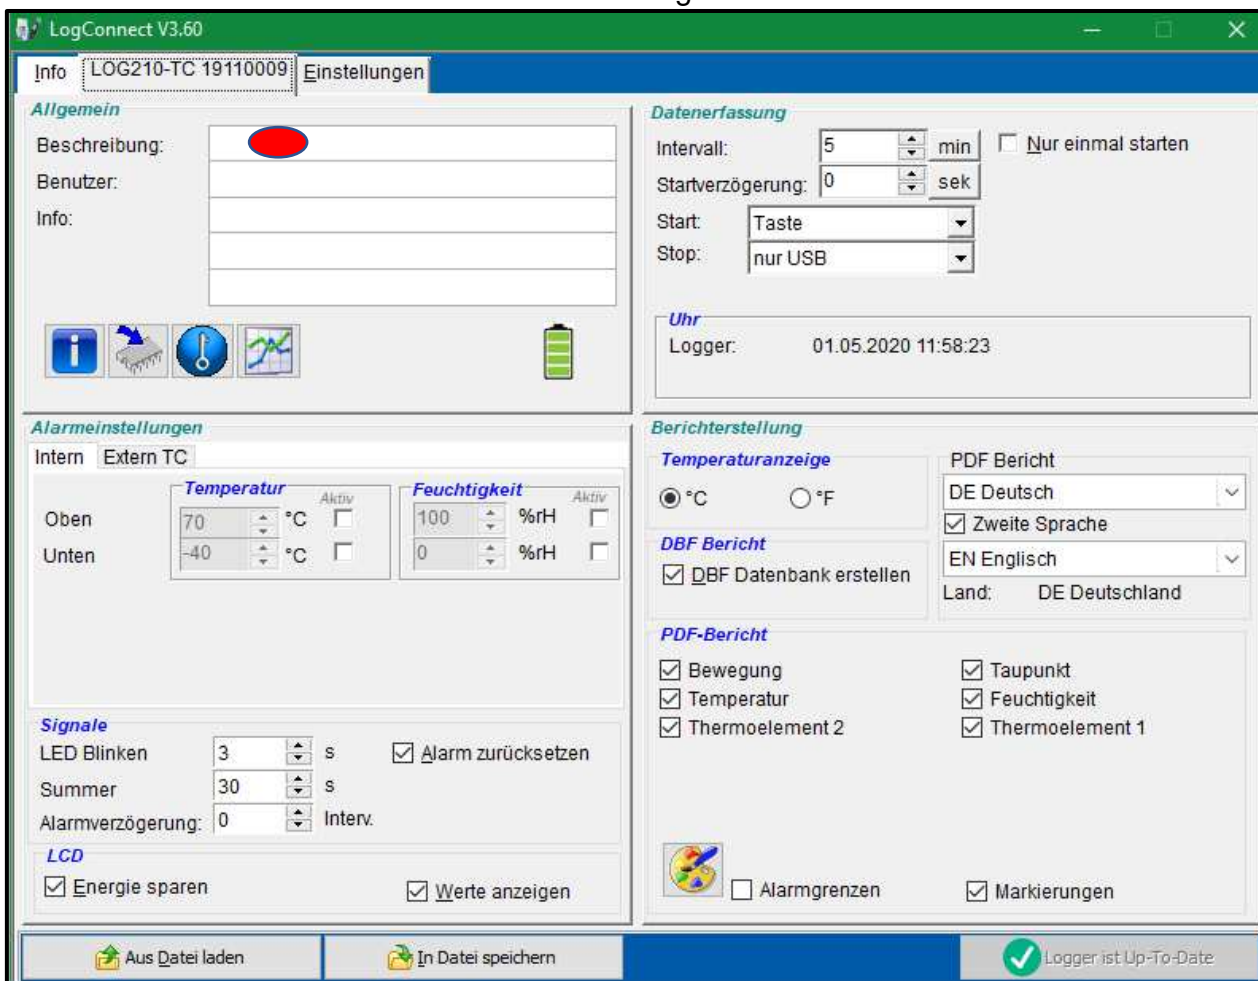 LogConnect V3.60
Info LOG210-TC 19110009 Einstellungen
Allgemein
Beschreibung:
Benutzer:
Info:
Datenerfassung
Intervall: 5 min Nur einmal starten
Startverzögerung: 0 sek
Start: Taste
Stop: nur USB
Uhr
Logger: 01.05.2020 11:58:23
Alarmeinstellungen
Intern Extern TC
Temperatur Aktiv Feuchtigkeit Aktiv
Oben 70 °C 100 %rH
Unten -40 °C 0 %rH
Signale
LED Blinken 3 s Alarm zurücksetzen
Summer 30 s
Alarmverzögerung: 0 Interv.
LCD
Energie sparen Werte anzeigen
Berichterstellung
Temperaturanzeige
°C °F
DBF Bericht
DBF Datenbank erstellen
PDF Bericht
DE Deutsch
Zweite Sprache
EN Englisch
Land: DE Deutschland
PDF-Bericht
Bewegung Taupunkt
Temperatur Feuchtigkeit
Thermoelement 2 Thermoelement 1
Alarmgrenzen Markierungen
Aus Datei laden In Datei speichern Logger ist Up-To-Date